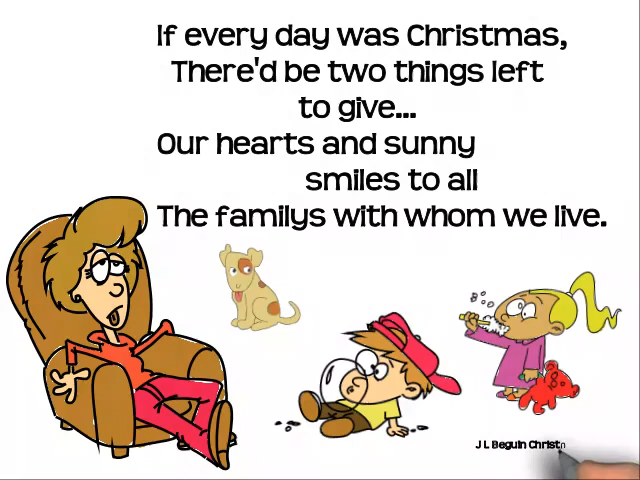 If every day was Christmas,
There'd be two things left
to give...
Our hearts and sunny
smiles to all
The familys with whom we live.
J L Beguin Christn